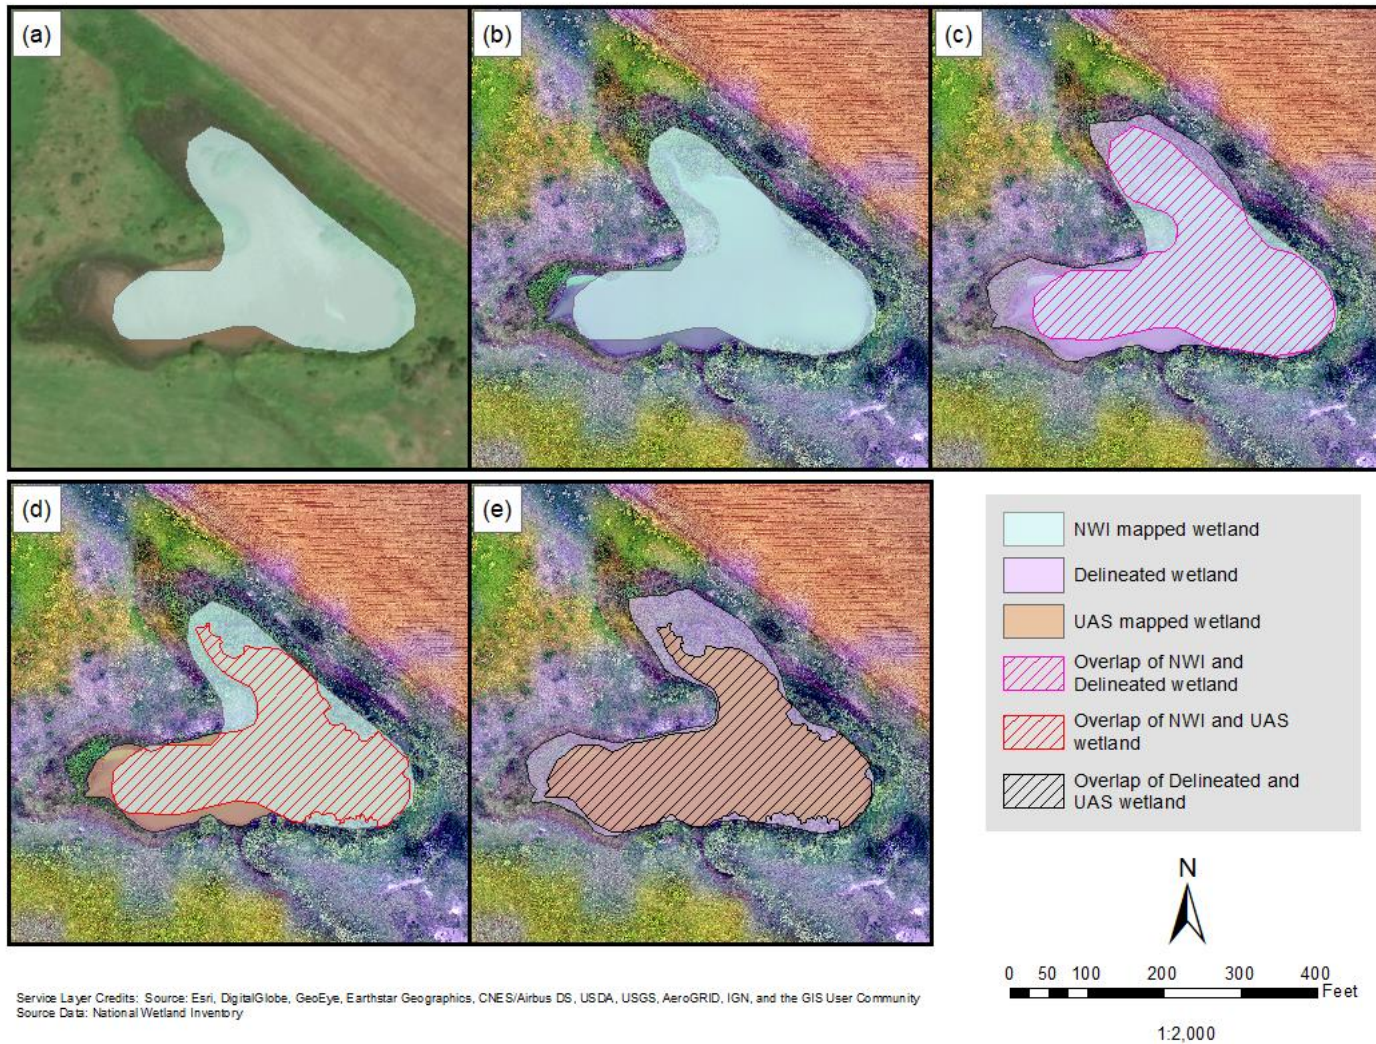 (a)
(b)
(c)
(d)
(e)
NWI mapped wetland
Delineated wetland
UAS mapped wetland
Overlap of NWI and
Delineated wetland
Overlap of NWI and UAS
wetland
Overlap of Delineated and
UAS wetland
N
0 50 100 200 300 400
Feet
1:2,000
Service Layer Credits: Source: Esri, DigitalGlobe, GeoEye, Earthstar Geographics, CNES/Airbus DS, USDA, USGS, AeroGRID, IGN, and the GIS User Community
Source Data: National Wetland Inventory